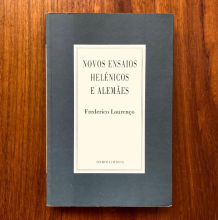 NOVOS ENSAIOS
HELÉNICOS
E ALEMÃES
Frederico Lourenço